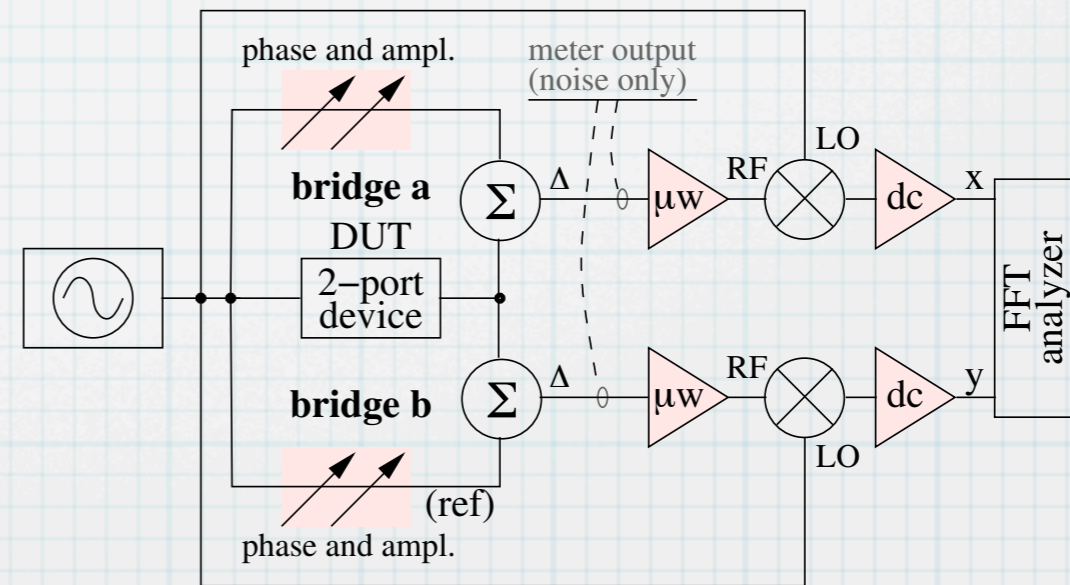 phase and ampl.
meter output
(noise only)
LO
bridge a
Σ
Δ
μw
RF
dc
x
DUT
2−port
device
FFT
analyzer
bridge b
Σ
Δ
μw
RF
dc
y
LO
(ref)
phase and ampl.